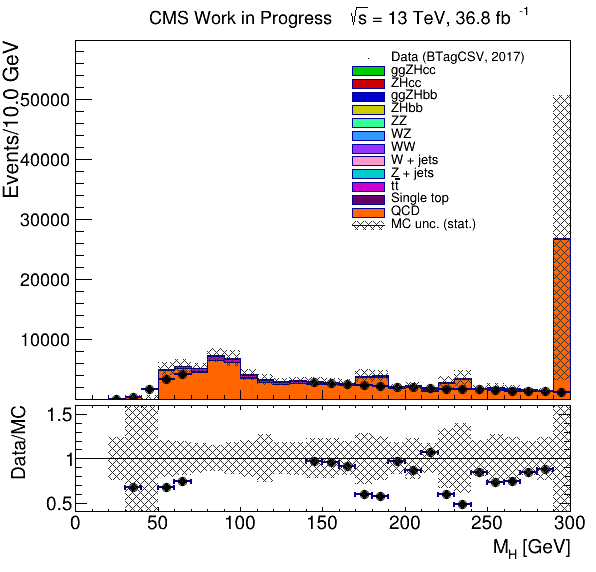 CMS Work in Progress √s = 13 TeV, 36.8 fb⁻¹
Events/10.0 GeV
50000
40000
30000
20000
10000
Data (BTagCSV, 2017)
ggZHcc
ZHcc
ggZHbb
ZHbb
ZZ
WZ
WW
W + jets
Z + jets
tt̅
Single top
QCD
MC unc. (stat.)
Data/MC
1.5
1
0.5
0 50 100 150 200 250 300
M_H [GeV]